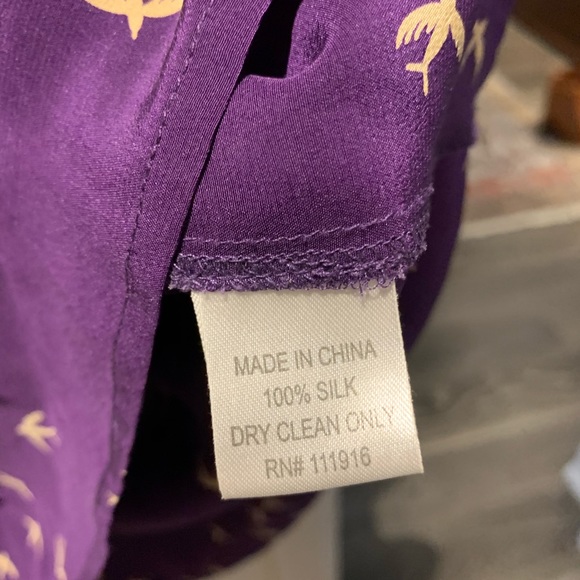 MADE IN CHINA
100% SILK
DRY CLEAN ONLY
RN# 111916